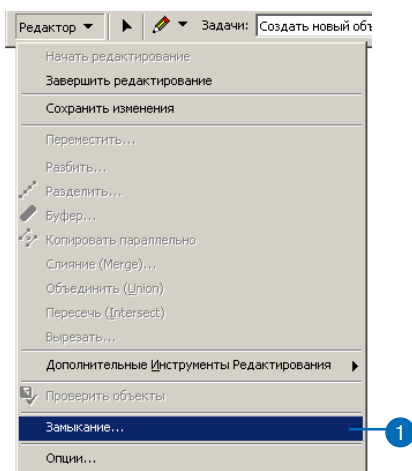 Редактор Задачи: Создать новый объ
Начать редактирование
Завершить редактирование
Сохранить изменения
Переместить...
Разбить...
Разделить...
Буфер...
Копировать параллельно
Слияние (Merge)...
Объединить (Union)
Пересечь (Intersect)
Вырезать...
Дополнительные Инструменты Редактирования
Проверить объекты
Замыкание... 1
Опции...